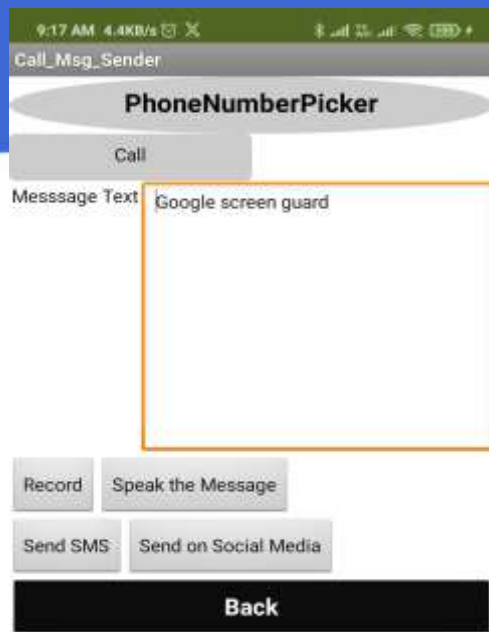 9:17 AM 4.4KB/s
Call_Msg_Sender
PhoneNumberPicker
Call
Messsage Text
Google screen guard
Record Speak the Message
Send SMS Send on Social Media
Back